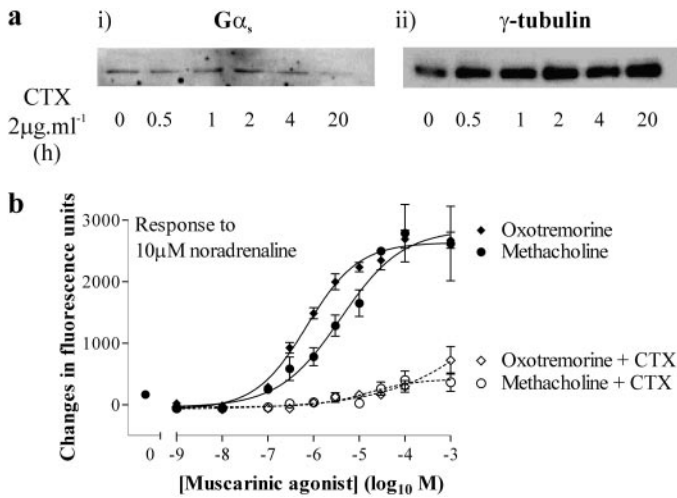 a i) Gαs ii) γ-tubulin
CTX
2μg.ml-1
(h)
0 0.5 1 2 4 20 0 0.5 1 2 4 20
b
Response to
10μM noradrenaline
Changes in fluorescence units
3000
2000
1000
0
Oxotremorine
Methacholine
Oxotremorine + CTX
Methacholine + CTX
0 -9 -8 -7 -6 -5 -4 -3
[Muscarinic agonist] (log10 M)